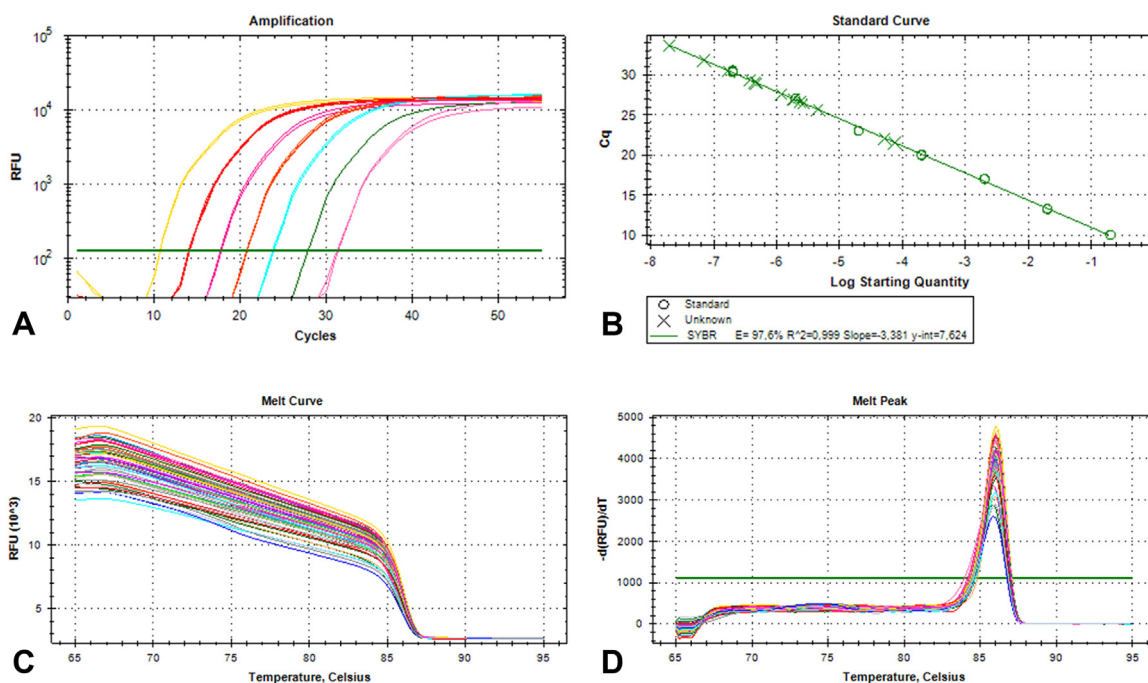 Amplification
10^5
10^4
10^3
10^2
RFU
0 10 20 30 40 50
Cycles
A
Standard Curve
30
25
20
15
10
Cq
-8 -7 -6 -5 -4 -3 -2 -1
Log Starting Quantity
Standard
Unknown
SYBR E= 97,6% R^2=0,999 Slope=-3,381 y-int=7,624
B
Melt Curve
20
15
10
5
RFU (10^3)
65 70 75 80 85 90 95
Temperature, Celsius
C
Melt Peak
5000
4000
3000
2000
1000
0
-d(RFU)/dT
65 70 75 80 85 90 95
Temperature, Celsius
D